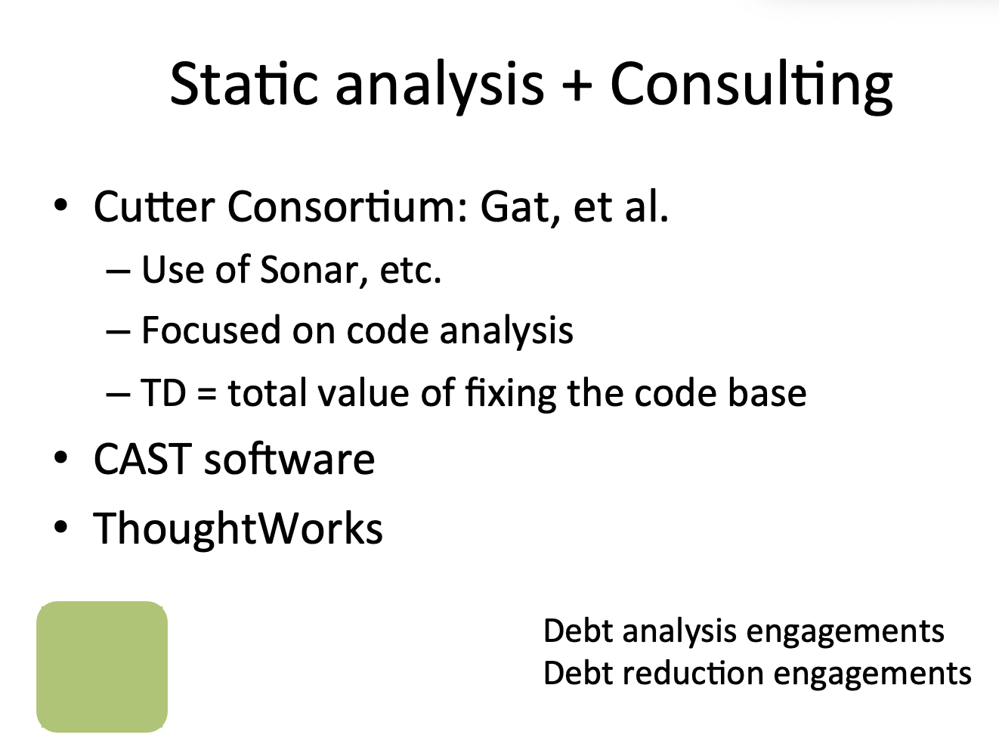 Static analysis + Consulting
• Cutter Consortium: Gat, et al.
– Use of Sonar, etc.
– Focused on code analysis
– TD = total value of fixing the code base
• CAST software
• ThoughtWorks
Debt analysis engagements
Debt reduction engagements